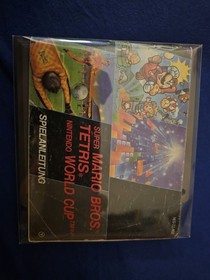 SUPER MARIO BROS.
TETRIS®
NINTENDO WORLD CUP
SPIELANLEITUNG